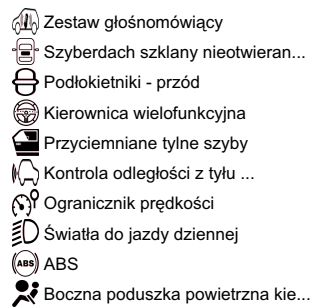 Zestaw głośnomówiący
Szyberdach szklany nieotwieran...
Podłokietniki - przód
Kierownica wielofunkcyjna
Przyciemniane tylne szyby
Kontrola odległości z tyłu ...
Ogranicznik prędkości
Światła do jazdy dziennej
ABS
Boczna poduszka powietrzna kie...